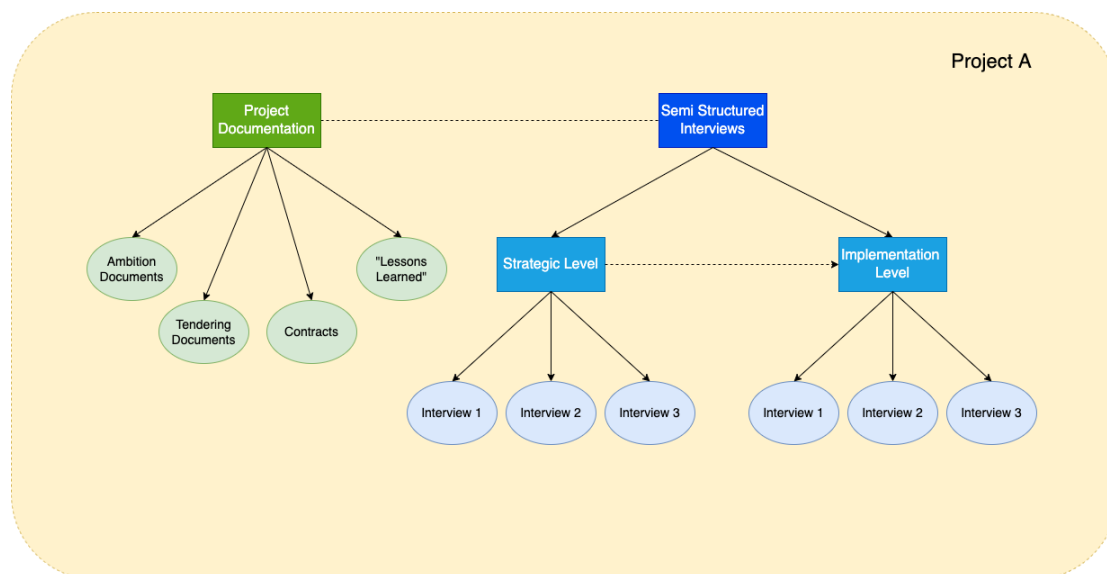 Project A
Project
Documentation
Semi Structured
Interviews
Ambition
Documents
"Lessons
Learned"
Tendering
Documents
Contracts
Strategic Level
Implementation
Level
Interview 1
Interview 2
Interview 3
Interview 1
Interview 2
Interview 3